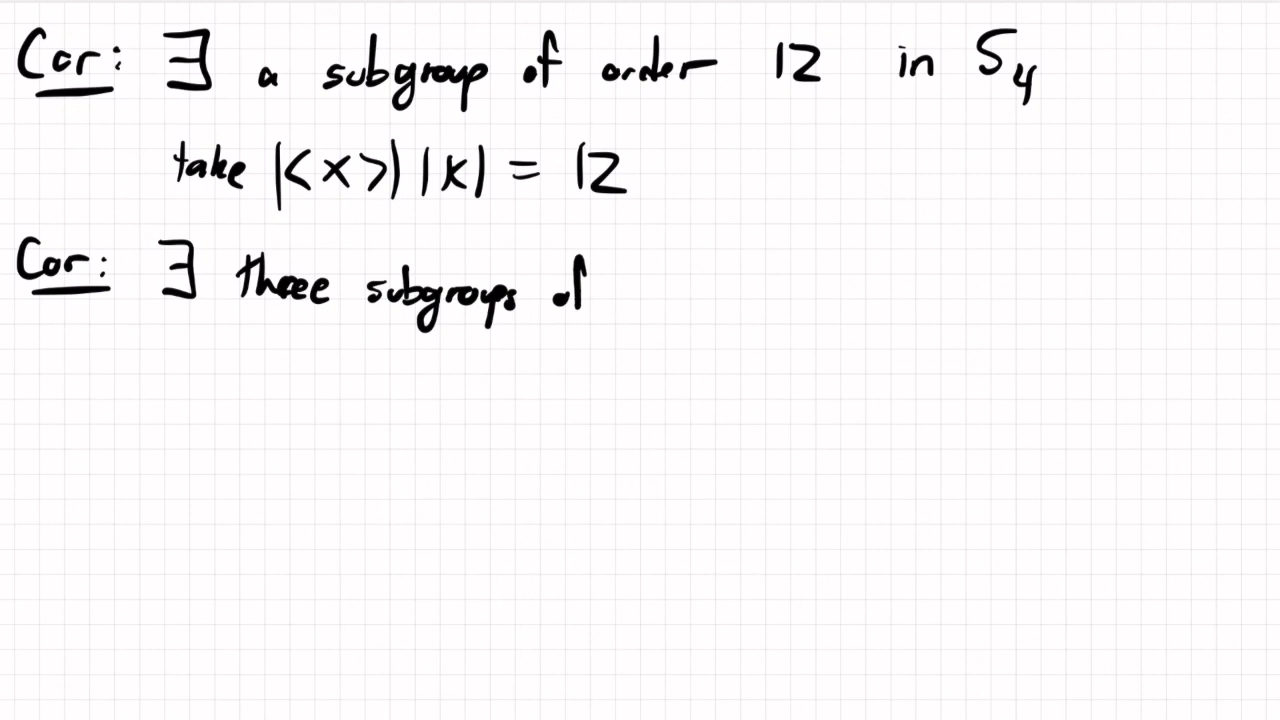 Cor: ∃ a subgroup of order 12 in S₄
take |<x>||K| = 12
Cor: ∃ three subgroups of